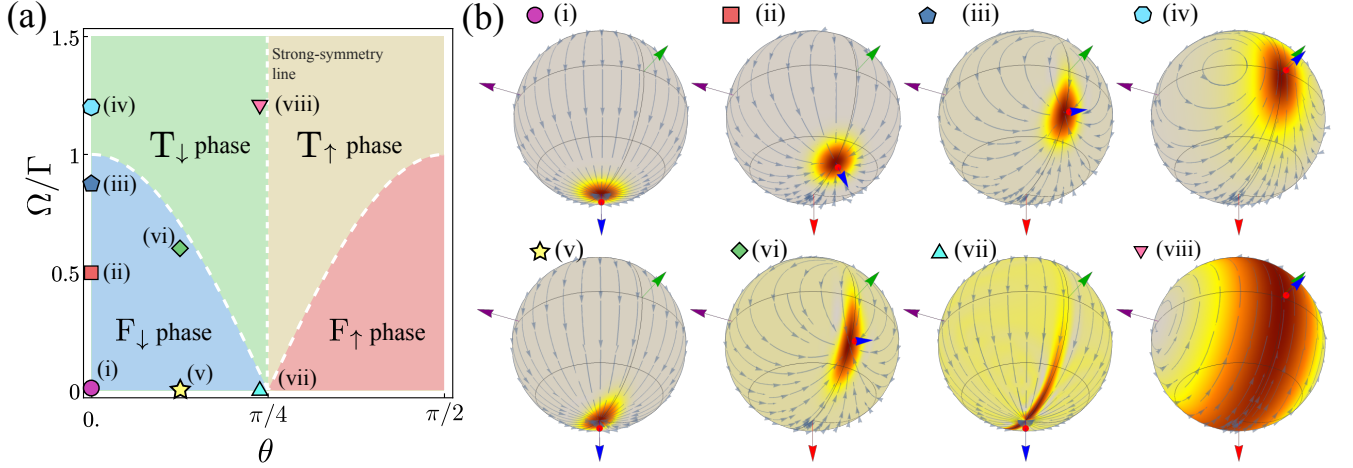 (a)
1.5
1
0.5
0
Ω/Γ
Strong-symmetry
line
(iv)
(viii)
T↓ phase
T↑ phase
(iii)
(vi)
(ii)
F↓ phase
F↑ phase
(i)
(v)
(vii)
0.
π/4
π/2
θ
(b)
(i)
(ii)
(iii)
(iv)
(v)
(vi)
(vii)
(viii)